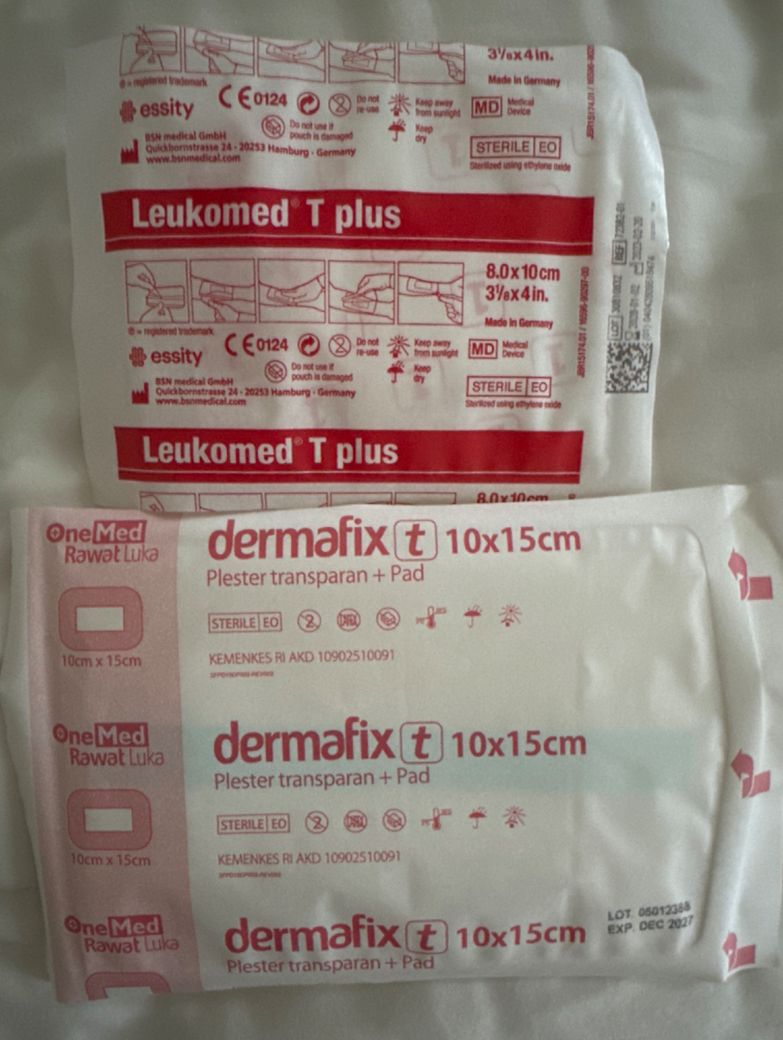 3⅛x4in.
® = registered trademark
Made in Germany
essity
CE0124
Do not re-use
Keep away from sunlight
MD Medical Device
Do not use if pouch is damaged
Keep dry
BSN medical GmbH
Quickbornstrasse 24 - 20253 Hamburg - Germany
www.bsnmedical.com
STERILE EO
Sterilized using ethylene oxide
Leukomed® T plus
8.0x10cm
3⅛x4in.
Made in Germany
® = registered trademark
essity
CE0124
Do not re-use
Keep away from sunlight
MD Medical Device
Do not use if pouch is damaged
Keep dry
BSN medical GmbH
Quickbornstrasse 24 - 20253 Hamburg - Germany
www.bsnmedical.com
STERILE EO
Sterilized using ethylene oxide
Leukomed® T plus
8.0x10cm
REF
LOT
OneMed
Rawat Luka
10cm x 15cm
dermafix t 10x15cm
Plester transparan + Pad
STERILE EO
KEMENKES RI AKD 10902510091
OneMed
Rawat Luka
10cm x 15cm
dermafix t 10x15cm
Plester transparan + Pad
STERILE EO
KEMENKES RI AKD 10902510091
OneMed
Rawat Luka
dermafix t 10x15cm
Plester transparan + Pad
LOT.
EXP. DEC 2027